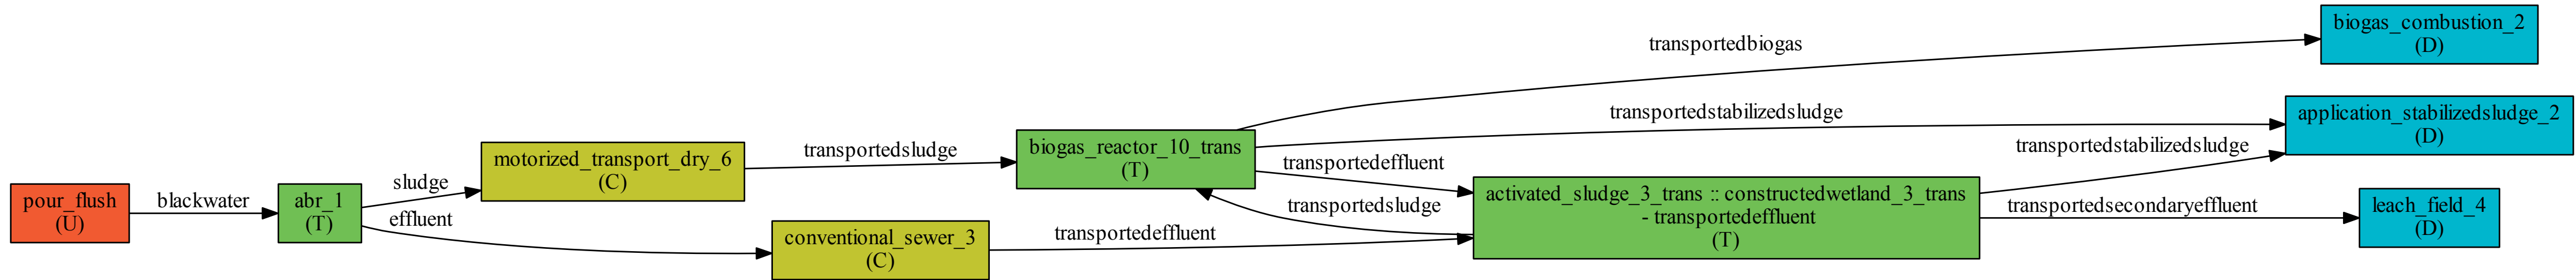 pour_flush
(U)
blackwater
abr_1
(T)
sludge
effluent
motorized_transport_dry_6
(C)
conventional_sewer_3
(C)
transportedsludge
transportedeffluent
biogas_reactor_10_trans
(T)
transportedbiogas
transportedstabilizedsludge
transportedeffluent
transportedsludge
activated_sludge_3_trans :: constructedwetland_3_trans
- transportedeffluent
(T)
transportedstabilizedsludge
transportedsecondaryeffluent
biogas_combustion_2
(D)
application_stabilizedsludge_2
(D)
leach_field_4
(D)